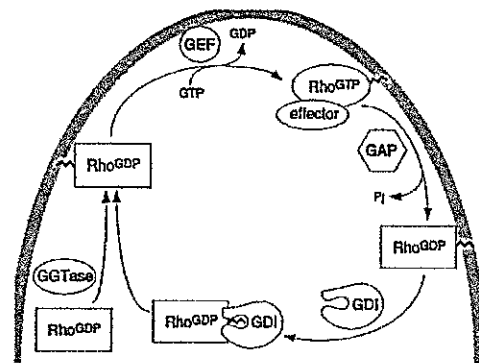 GEF
GDP
GTP
RhoGTP
effector
GAP
Pi
RhoGDP
RhoGDP
GGTase
RhoGDP
RhoGDP
GDI
GDI